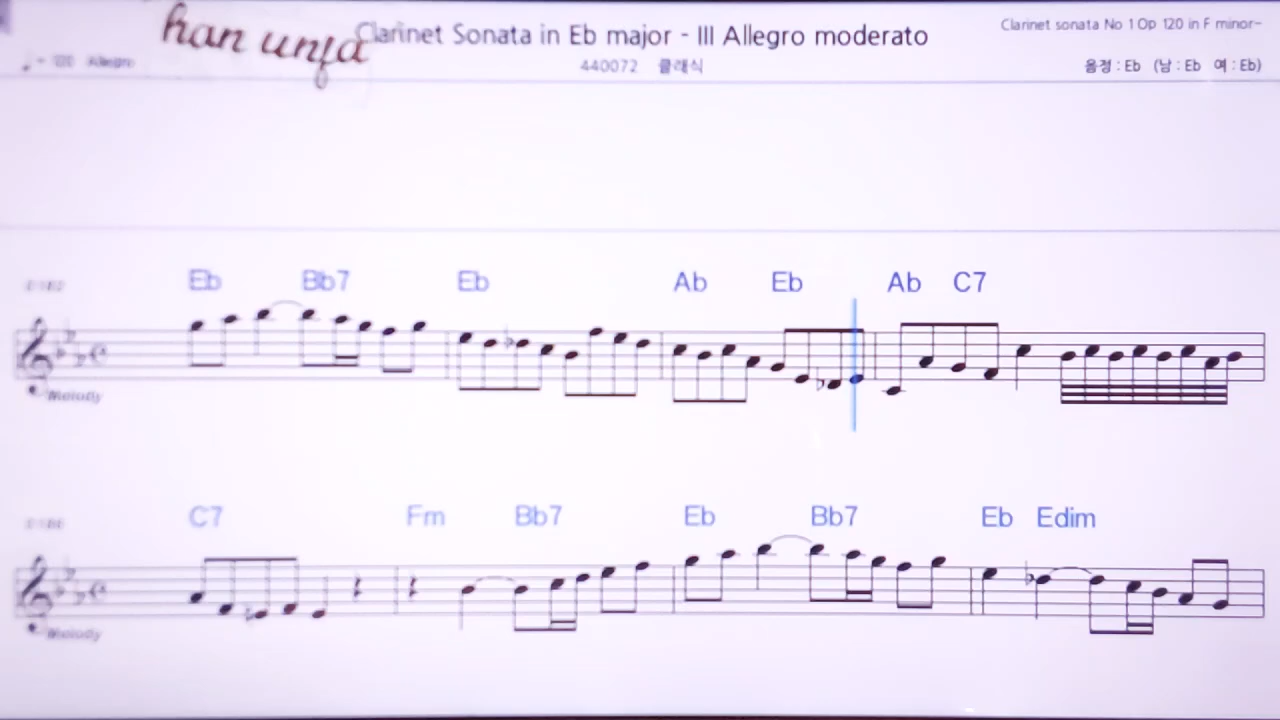 han unfa
Clarinet Sonata in Eb major - III Allegro moderato
Clarinet sonata No 1 Op 120 in F minor~
Allegro
440072 클래식
음정 : Eb (남 : Eb 여 : Eb)
Eb Bb7 Eb Ab Eb Ab C7
Melody
C7 Fm Bb7 Eb Bb7 Eb Edim
Melody